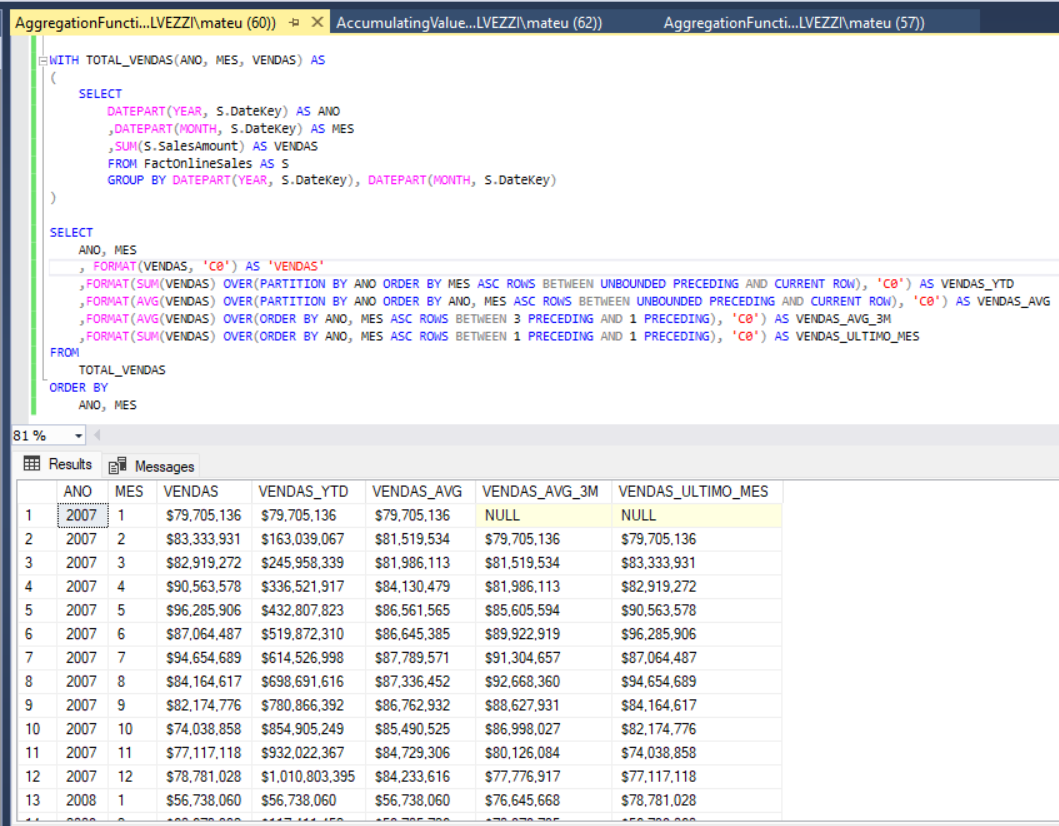 AggregationFuncti...LVEZZI\mateu (60)) AccumulatingValue...LVEZZI\mateu (62)) AggregationFuncti...LVEZZI\mateu (57))
WITH TOTAL_VENDAS(ANO, MES, VENDAS) AS
(
SELECT
DATEPART(YEAR, S.DateKey) AS ANO
,DATEPART(MONTH, S.DateKey) AS MES
,SUM(S.SalesAmount) AS VENDAS
FROM FactOnlineSales AS S
GROUP BY DATEPART(YEAR, S.DateKey), DATEPART(MONTH, S.DateKey)
)
SELECT
ANO, MES
, FORMAT(VENDAS, 'C0') AS 'VENDAS'
,FORMAT(SUM(VENDAS) OVER(PARTITION BY ANO ORDER BY MES ASC ROWS BETWEEN UNBOUNDED PRECEDING AND CURRENT ROW), 'C0') AS VENDAS_YTD
,FORMAT(AVG(VENDAS) OVER(PARTITION BY ANO ORDER BY ANO, MES ASC ROWS BETWEEN UNBOUNDED PRECEDING AND CURRENT ROW), 'C0') AS VENDAS_AVG
,FORMAT(AVG(VENDAS) OVER(ORDER BY ANO, MES ASC ROWS BETWEEN 3 PRECEDING AND 1 PRECEDING), 'C0') AS VENDAS_AVG_3M
,FORMAT(SUM(VENDAS) OVER(ORDER BY ANO, MES ASC ROWS BETWEEN 1 PRECEDING AND 1 PRECEDING), 'C0') AS VENDAS_ULTIMO_MES
FROM
TOTAL_VENDAS
ORDER BY
ANO, MES
81 %
Results Messages
ANO MES VENDAS VENDAS_YTD VENDAS_AVG VENDAS_AVG_3M VENDAS_ULTIMO_MES
1 2007 1 $79,705,136 $79,705,136 $79,705,136 NULL NULL
2 2007 2 $83,333,931 $163,039,067 $81,519,534 $79,705,136 $79,705,136
3 2007 3 $82,919,272 $245,958,339 $81,986,113 $81,519,534 $83,333,931
4 2007 4 $90,563,578 $336,521,917 $84,130,479 $81,986,113 $82,919,272
5 2007 5 $96,285,906 $432,807,823 $86,561,565 $85,605,594 $90,563,578
6 2007 6 $87,064,487 $519,872,310 $86,645,385 $89,922,919 $96,285,906
7 2007 7 $94,654,689 $614,526,998 $87,789,571 $91,304,657 $87,064,487
8 2007 8 $84,164,617 $698,691,616 $87,336,452 $92,668,360 $94,654,689
9 2007 9 $82,174,776 $780,866,392 $86,762,932 $88,627,931 $84,164,617
10 2007 10 $74,038,858 $854,905,249 $85,490,525 $86,998,027 $82,174,776
11 2007 11 $77,117,118 $932,022,367 $84,729,306 $80,126,084 $74,038,858
12 2007 12 $78,781,028 $1,010,803,395 $84,233,616 $77,776,917 $77,117,118
13 2008 1 $56,738,060 $56,738,060 $56,738,060 $76,645,668 $78,781,028